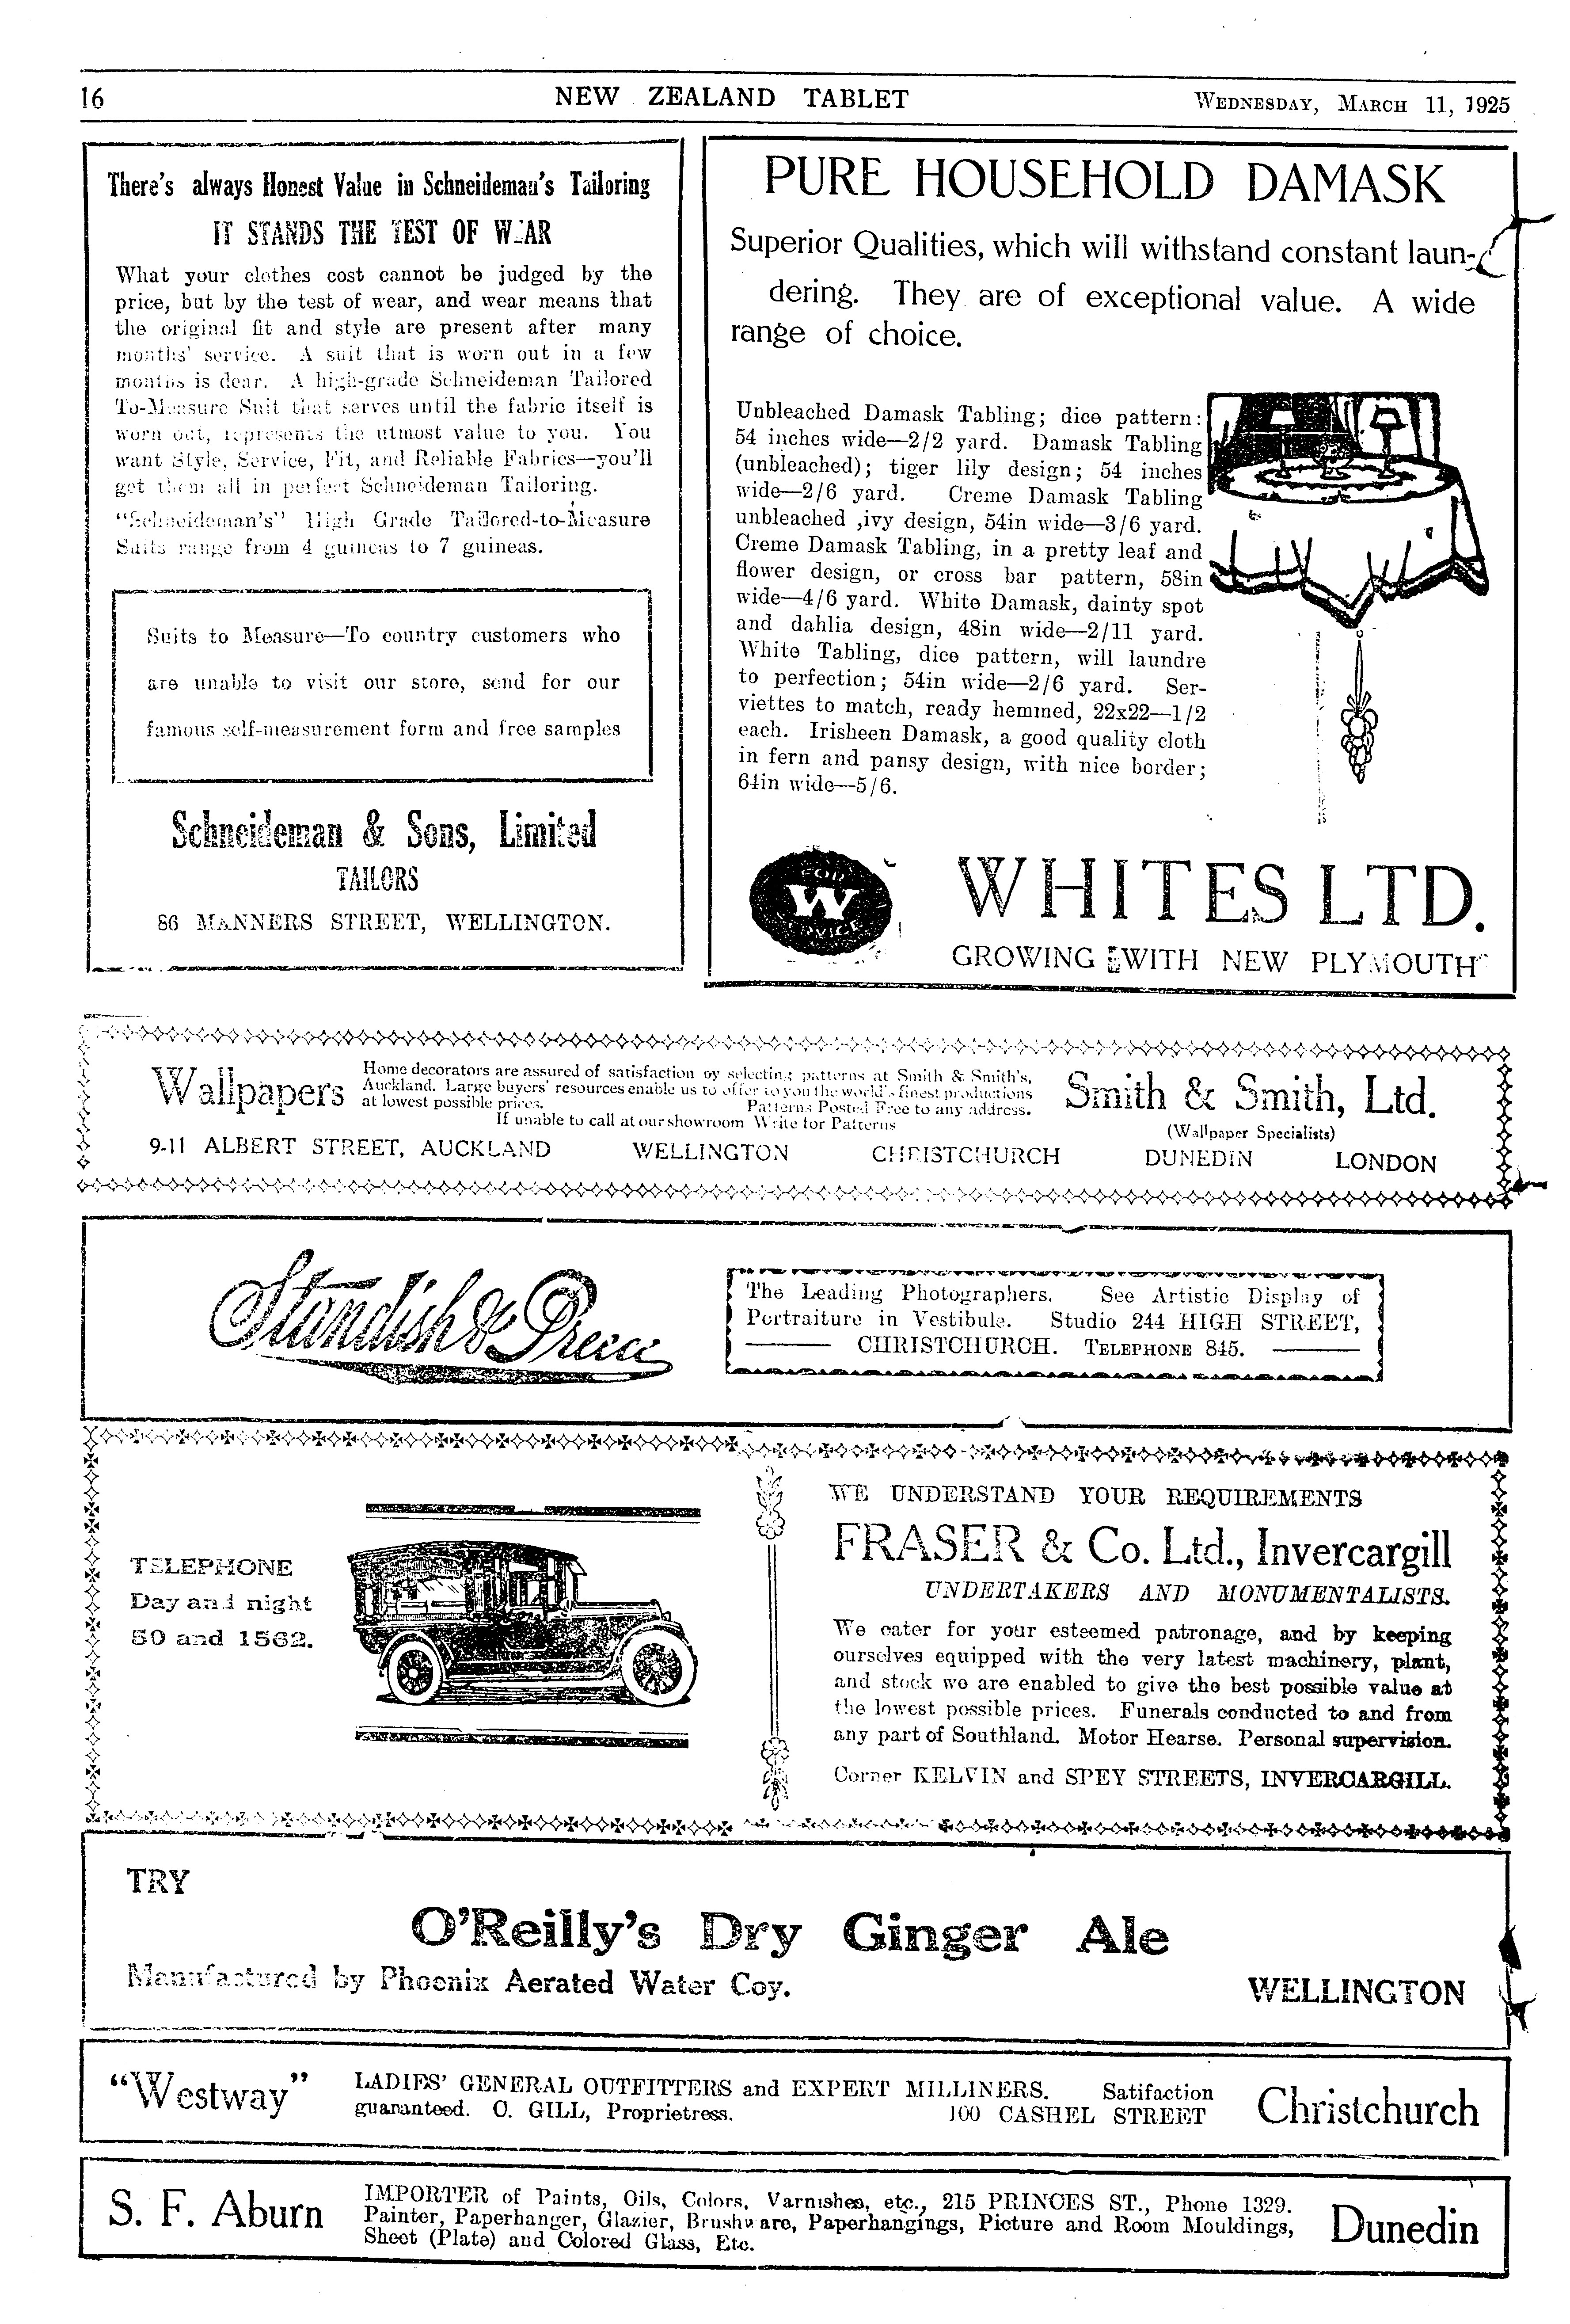 16
NEW ZEALAND TABLET
Wednesday, March 11, 1925
There's always Honest Value in Schneideman's Tailoring
IT STANDS THE TEST OF WEAR
What your clothes cost cannot be judged by the
price, but by the test of wear, and wear means that
the original fit and style are present after many
months' service. A suit that is worn out in a few
months is dear. A high-grade Schneideman Tailored
To-Measure Suit that serves until the fabric itself is
worn out, represents the utmost value to you. You
want Style, Service, Fit, and Reliable Fabrics—you'll
get them all in perfect Schneideman Tailoring.
"Schneideman's" High Grade Tailored-to-Measure
Suits range from 4 guineas to 7 guineas.
Suits to Measure—To country customers who
are unable to visit our store, send for our
famous self-measurement form and free samples
Schneideman & Sons, Limited
TAILORS
86 MANNERS STREET, WELLINGTON.
PURE HOUSEHOLD DAMASK
Superior Qualities, which will withstand constant laun-
dering. They are of exceptional value. A wide
range of choice.
Unbleached Damask Tabling; dice pattern:
54 inches wide—2/2 yard. Damask Tabling
(unbleached); tiger lily design; 54 inches
wide—2/6 yard. Creme Damask Tabling
unbleached ,ivy design, 54in wide—3/6 yard.
Creme Damask Tabling, in a pretty leaf and
flower design, or cross bar pattern, 58in
wide—4/6 yard. White Damask, dainty spot
and dahlia design, 48in wide—2/11 yard.
White Tabling, dice pattern, will laundre
to perfection; 54in wide—2/6 yard. Ser-
viettes to match, ready hemmed, 22x22—1/2
each. Irisheen Damask, a good quality cloth
in fern and pansy design, with nice border;
64in wide—5/6.
FOR
W
SERVICE
WHITES LTD.
GROWING WITH NEW PLYMOUTH"
Wallpapers
Home decorators are assured of satisfaction by selecting patterns at Smith & Smith's,
Auckland. Large buyers' resources enable us to offer to you the world's finest productions
at lowest possible prices. Patterns Posted Free to any address.
If unable to call at our showroom Write for Patterns
Smith & Smith, Ltd.
(Wallpaper Specialists)
9-11 ALBERT STREET, AUCKLAND WELLINGTON CHRISTCHURCH DUNEDIN LONDON
Standish & Preece
The Leading Photographers. See Artistic Display of
Portraiture in Vestibule. Studio 244 HIGH STREET,
CHRISTCHURCH. Telephone 845.
TELEPHONE
Day and night
50 and 1562.
WE UNDERSTAND YOUR REQUIREMENTS
FRASER & Co. Ltd., Invercargill
UNDERTAKERS AND MONUMENTALISTS.
We cater for your esteemed patronage, and by keeping
ourselves equipped with the very latest machinery, plant,
and stock we are enabled to give the best possible value at
the lowest possible prices. Funerals conducted to and from
any part of Southland. Motor Hearse. Personal supervision.
Corner KELVIN and SPEY STREETS, INVERCARGILL.
TRY
O'Reilly's Dry Ginger Ale
Manufactured by Phoenix Aerated Water Coy.
WELLINGTON
"Westway"
LADIES' GENERAL OUTFITTERS and EXPERT MILLINERS. Satifaction
guaranteed. O. GILL, Proprietress. 100 CASHEL STREET
Christchurch
S. F. Aburn
IMPORTER of Paints, Oils, Colors, Varnishes, etc., 215 PRINCES ST., Phone 1329.
Painter, Paperhanger, Glazier, Brushware, Paperhangings, Picture and Room Mouldings,
Sheet (Plate) and Colored Glass, Etc.
Dunedin